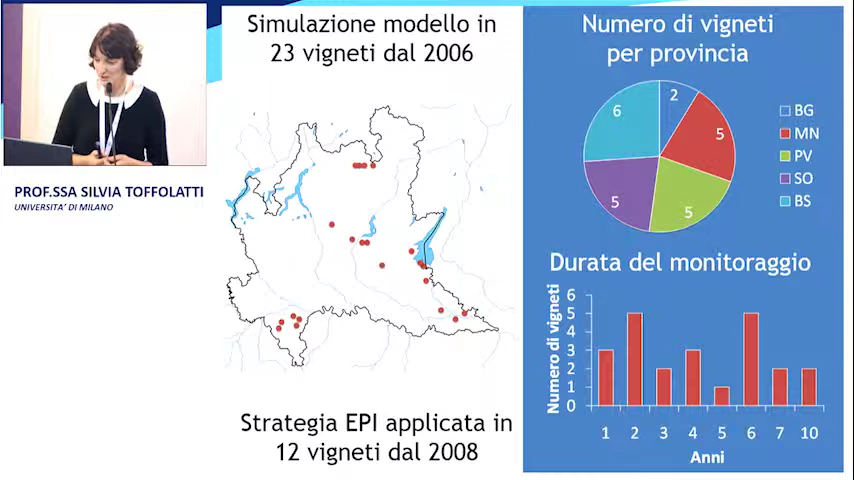 Simulazione modello in
23 vigneti dal 2006
PROF.SSA SILVIA TOFFOLATTI
UNIVERSITA' DI MILANO
Strategia EPI applicata in
12 vigneti dal 2008
Numero di vigneti
per provincia
2
5
5
5
6
BG
MN
PV
SO
BS
Durata del monitoraggio
Numero di vigneti
6
5
4
3
2
1
0
1 2 3 4 5 6 7 10
Anni